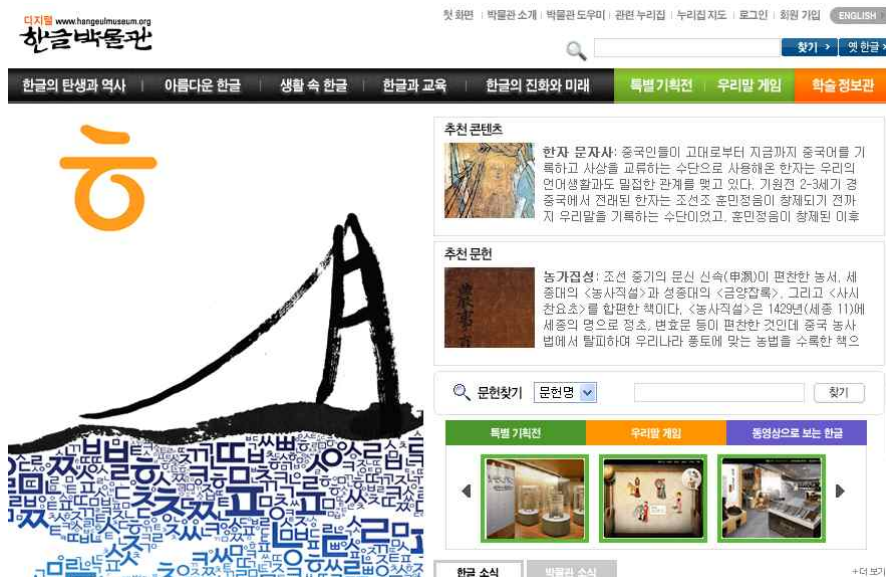 디지털 www.hangeulmuseum.org
한글박물관
첫 화면 박물관 소개 박물관 도우미 관련 누리집 누리집 지도 로그인 회원 가입 ENGLISH
찾기 옛 한글
한글의 탄생과 역사 아름다운 한글 생활 속 한글 한글과 교육 한글의 진화와 미래 특별 기획전 우리말 게임 학술 정보관
ㅎ
추천 콘텐츠
한자 문자사: 중국인들이 고대로부터 지금까지 중국어를 기
록하고 사상을 교류하는 수단으로 사용해온 한자는 우리의
언어생활과도 밀접한 관계를 맺고 있다. 기원전 2-3세기 경
중국에서 전래된 한자는 조선조 훈민정음이 창제되기 전까
지 우리말을 기록하는 수단이었고, 훈민정음이 창제된 이후
추천 문헌
농가집성: 조선 중기의 문신 신속(申洬)이 편찬한 농서. 세
종대의 <농사직설>과 성종대의 <금양잡록>, 그리고 <사시
찬요초>를 합편한 책이다. <농사직설>은 1429년(세종 11)에
세종의 명으로 정초, 변효문 등이 편찬한 것인데 중국 농사
법에서 탈피하여 우리나라 풍토에 맞는 농법을 수록한 책으
문헌찾기 문헌명 찾기
특별 기획전 우리말 게임 동영상으로 보는 한글
한글 소식 박물관 소식 +더 보기